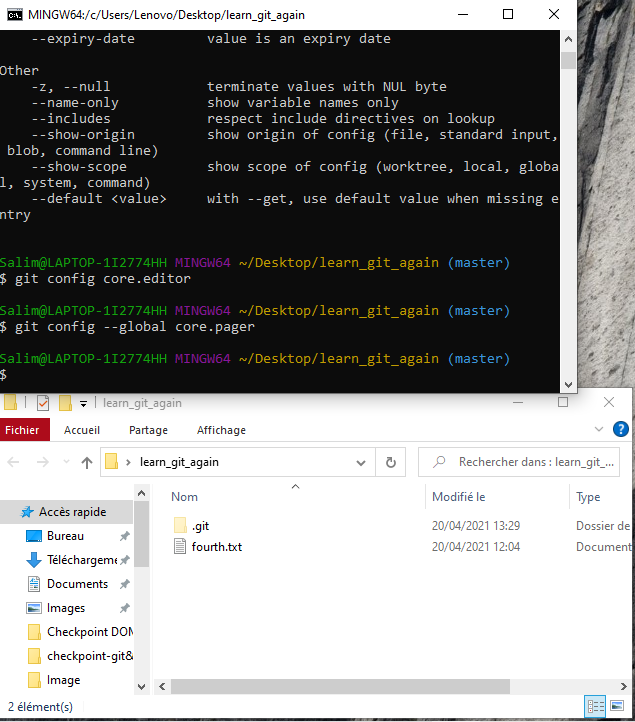 MINGW64:/c/Users/Lenovo/Desktop/learn_git_again
--expiry-date value is an expiry date
Other
-z, --null terminate values with NUL byte
--name-only show variable names only
--includes respect include directives on lookup
--show-origin show origin of config (file, standard input,
blob, command line)
--show-scope show scope of config (worktree, local, globa
l, system, command)
--default <value> with --get, use default value when missing e
ntry
Salim@LAPTOP-1I2774HH MINGW64 ~/Desktop/learn_git_again (master)
$ git config core.editor
Salim@LAPTOP-1I2774HH MINGW64 ~/Desktop/learn_git_again (master)
$ git config --global core.pager
Salim@LAPTOP-1I2774HH MINGW64 ~/Desktop/learn_git_again (master)
$
learn_git_again
Fichier Accueil Partage Affichage
learn_git_again
Rechercher dans : learn_git_...
Nom Modifié le Type
Accès rapide
Bureau
Téléchargeme
Documents
Images
Checkpoint DOM
checkpoint-git&
Image
.git 20/04/2021 13:29 Dossier de
fourth.txt 20/04/2021 12:04 Document
2 élément(s)